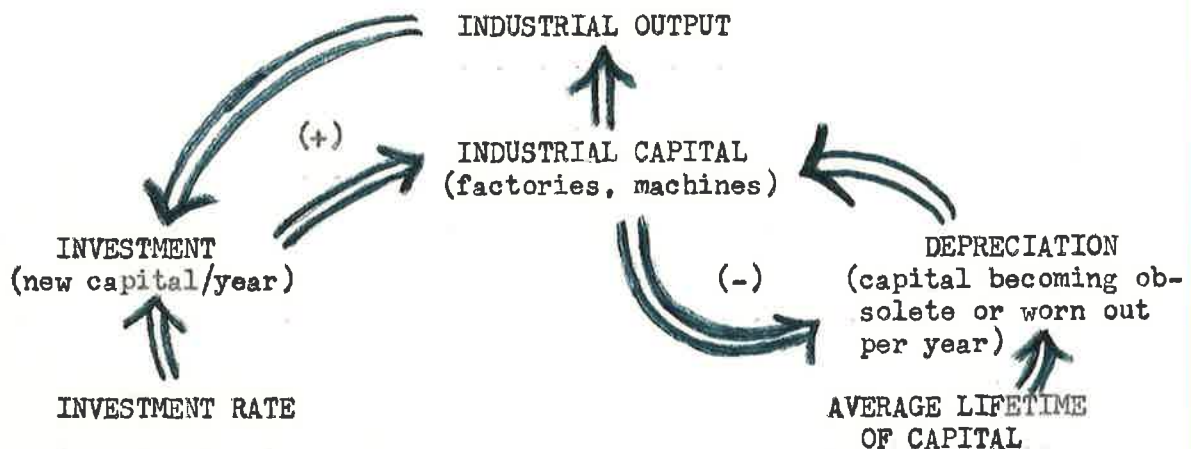 INDUSTRIAL OUTPUT
(+)
INDUSTRIAL CAPITAL
(factories, machines)
INVESTMENT
(new capital/year)
(-)
DEPRECIATION
(capital becoming ob-
solete or worn out
per year)
INVESTMENT RATE
AVERAGE LIFETIME
OF CAPITAL